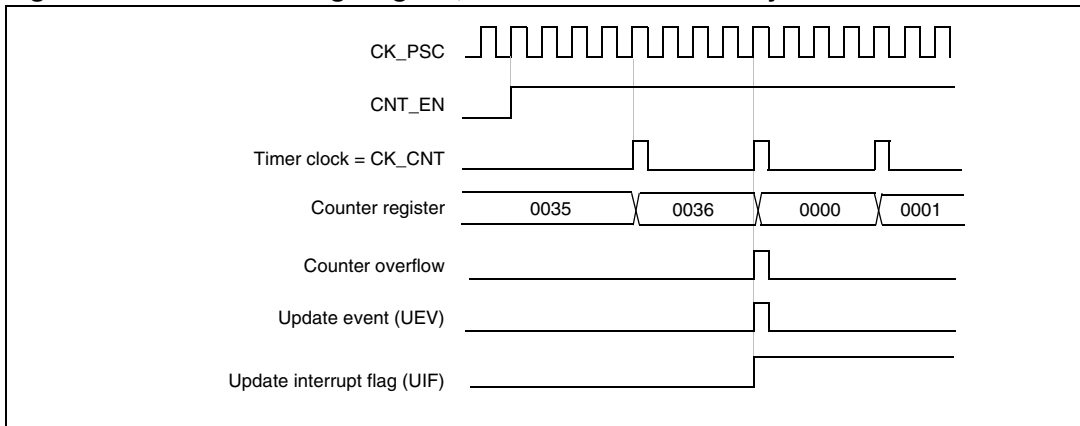 CK_PSC
CNT_EN
Timer clock = CK_CNT
Counter register 0035 0036 0000 0001
Counter overflow
Update event (UEV)
Update interrupt flag (UIF)